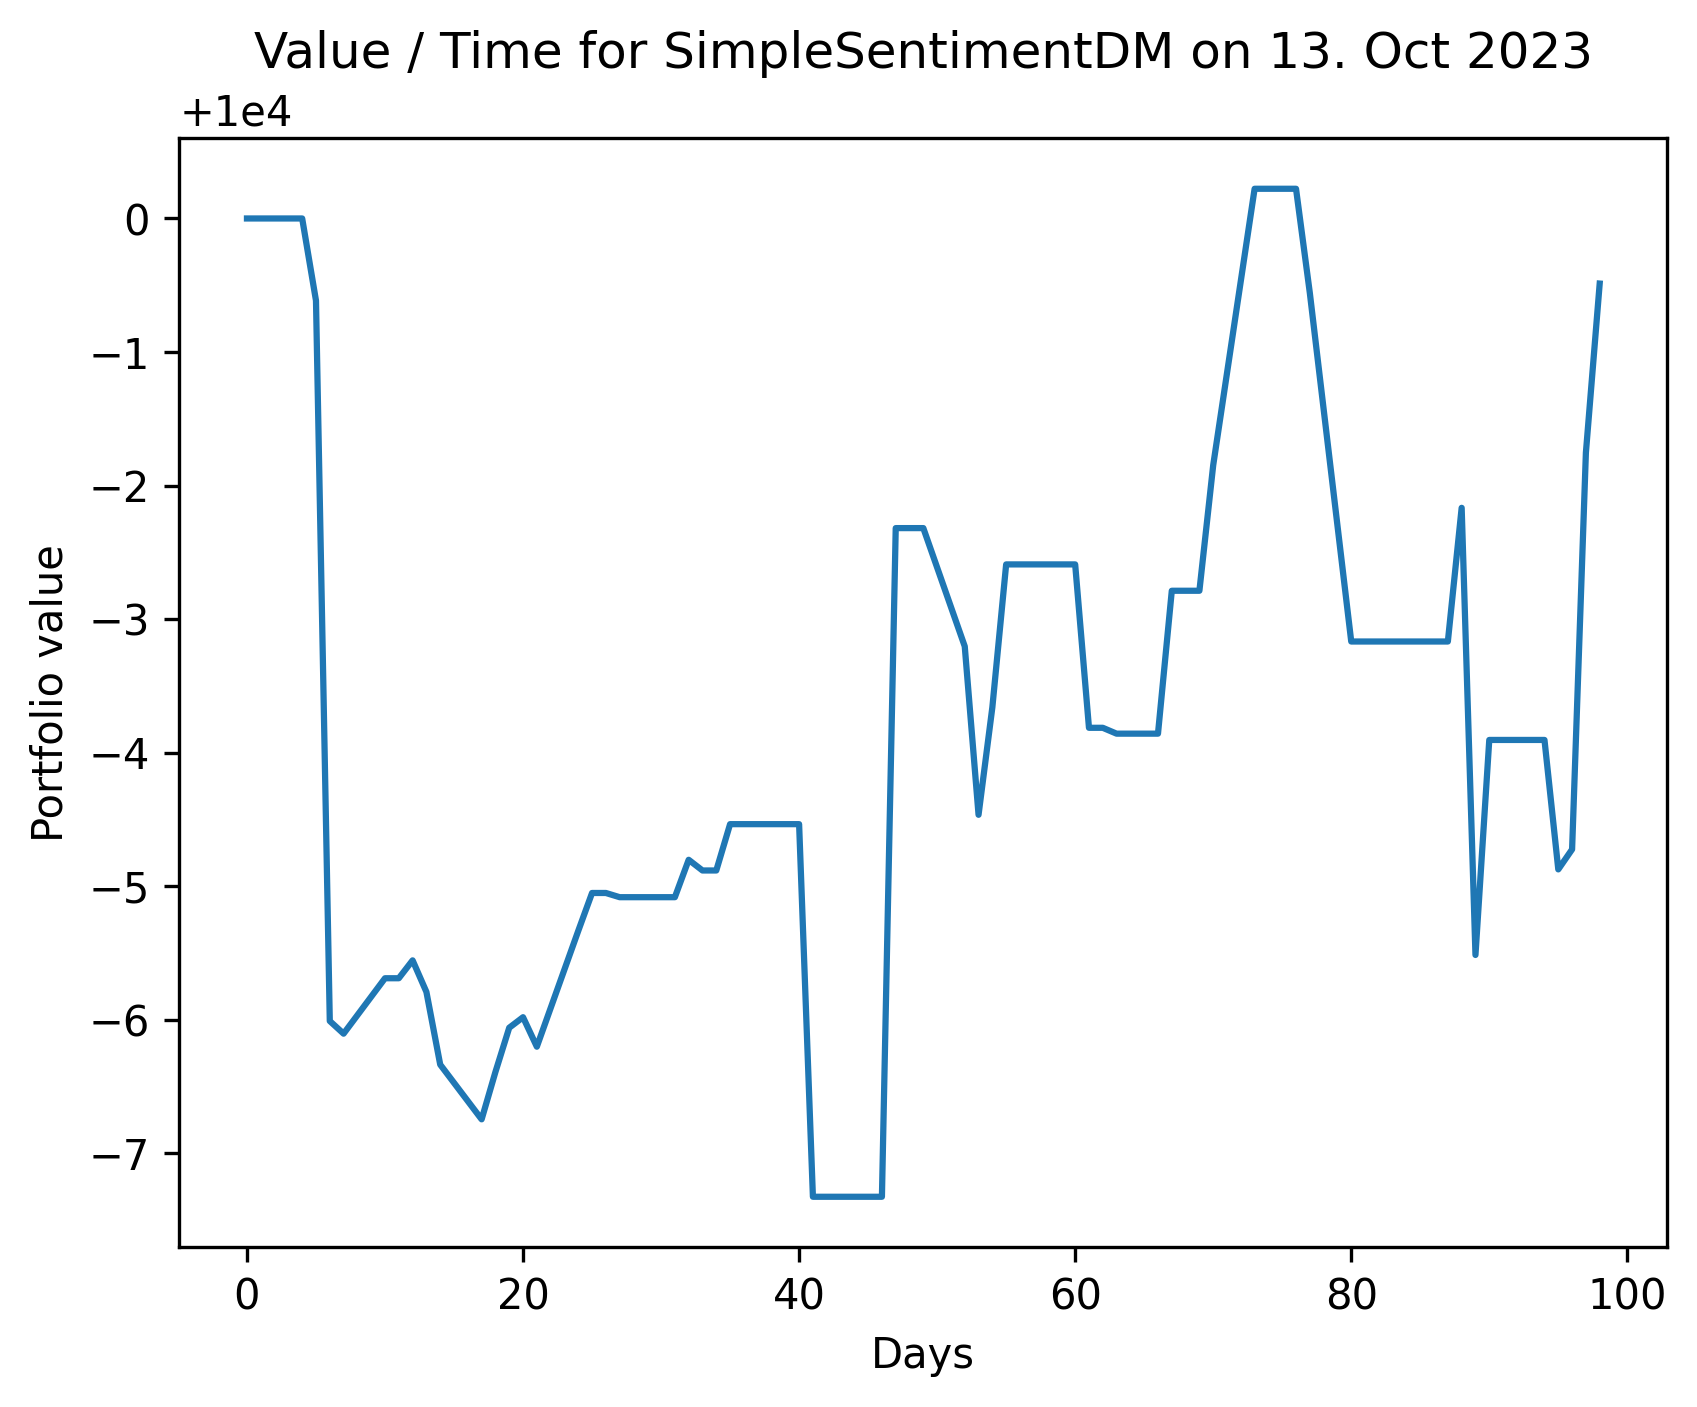 Value / Time for SimpleSentimentDM on 13. Oct 2023
+1e4
0
−1
−2
−3
−4
−5
−6
−7
Portfolio value
0 20 40 60 80 100
Days